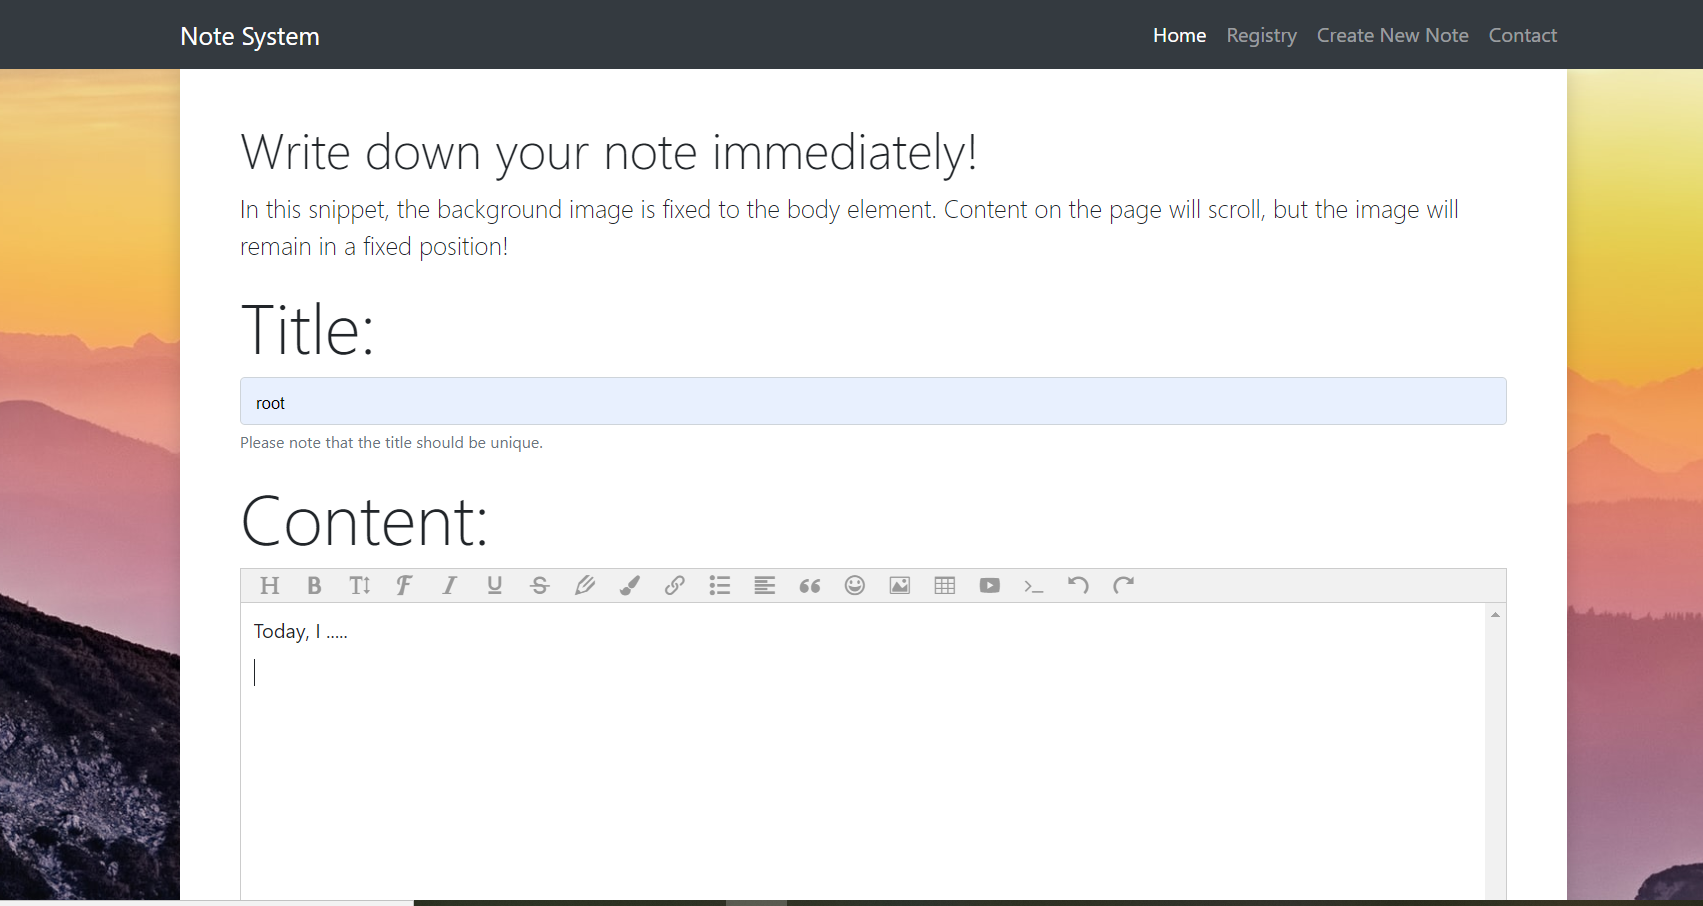 Note System
Home Registry Create New Note Contact
Write down your note immediately!
In this snippet, the background image is fixed to the body element. Content on the page will scroll, but the image will
remain in a fixed position!
Title:
root
Please note that the title should be unique.
Content:
Today, I .....